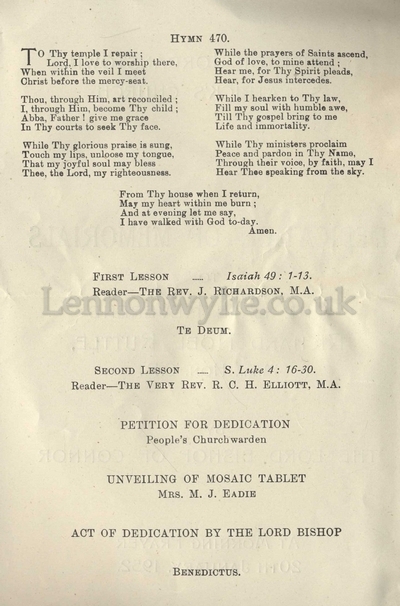 HYMN 470.
TO Thy temple I repair;
Lord, I love to worship there,
When within the veil I meet
Christ before the mercy-seat.
Thou, through Him, art reconciled;
I, through Him, become Thy child;
Abba, Father! give me grace
In Thy courts to seek Thy face.
While Thy glorious praise is sung,
Touch my lips, unloose my tongue,
That my joyful soul may bless
Thee, the Lord, my righteousness.
While the prayers of Saints ascend,
God of love, to mine attend;
Hear me, for Thy Spirit pleads,
Hear, for Jesus intercedes.
While I hearken to Thy law,
Fill my soul with humble awe,
Till Thy gospel bring to me
Life and immortality.
While Thy ministers proclaim
Peace and pardon in Thy Name,
Through their voice, by faith, may I
Hear Thee speaking from the sky.
From Thy house when I return,
May my heart within me burn;
And at evening let me say,
I have walked with God to-day.
Amen.
FIRST LESSON ..... Isaiah 49: 1-13.
Reader—THE REV. J. RICHARDSON, M.A.
Lennonwylie.co.uk
TE DEUM.
SECOND LESSON ..... S. Luke 4: 16-30.
Reader—THE VERY REV. R. C. H. ELLIOTT, M.A.
PETITION FOR DEDICATION
People's Churchwarden
UNVEILING OF MOSAIC TABLET
MRS. M. J. EADIE
ACT OF DEDICATION BY THE LORD BISHOP
BENEDICTUS.